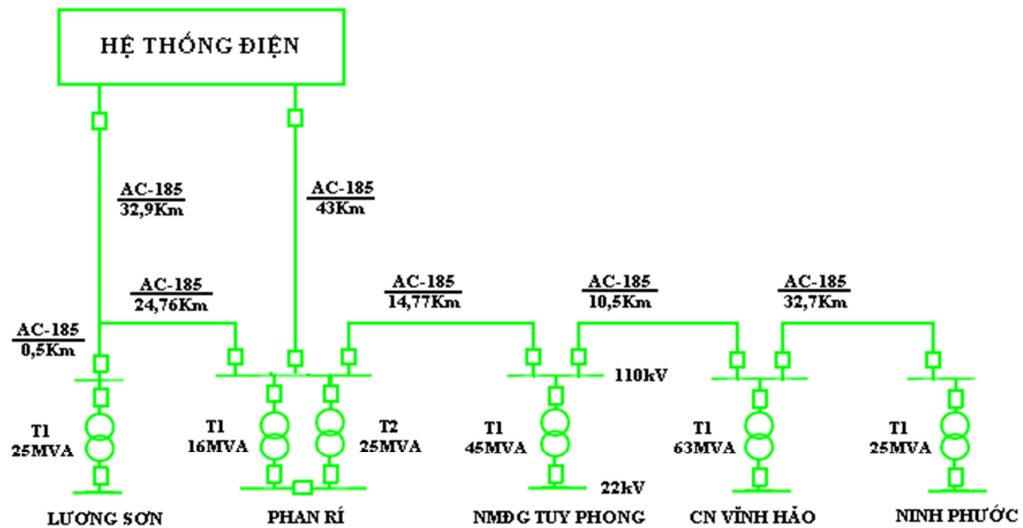 HỆ THỐNG ĐIỆN
AC-185
32,9Km
AC-185
43Km
AC-185
24,76Km
AC-185
14,77Km
AC-185
10,5Km
AC-185
32,7Km
AC-185
0,5Km
110kV
T1
25MVA
T1
16MVA
T2
25MVA
T1
45MVA
T1
63MVA
T1
25MVA
22kV
LƯƠNG SƠN
PHAN RÍ
NMĐG TUY PHONG
CN VĨNH HẢO
NINH PHƯỚC